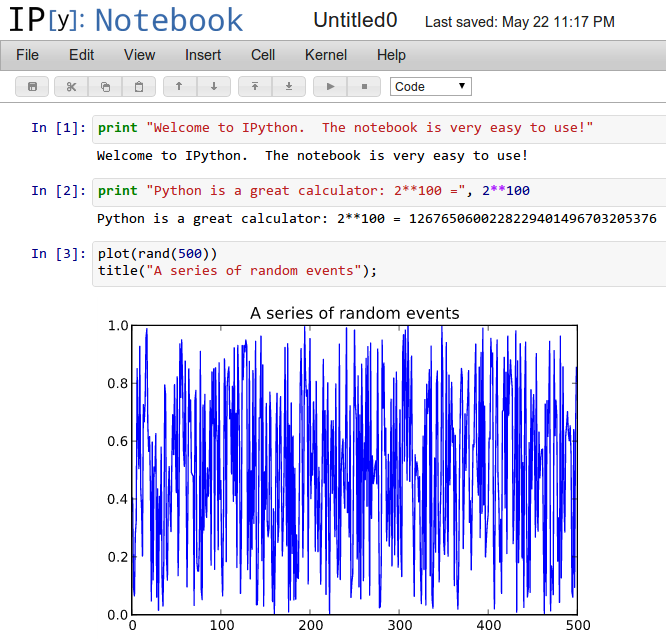 IP[y]: Notebook Untitled0 Last saved: May 22 11:17 PM
File Edit View Insert Cell Kernel Help
Code
In [1]: print "Welcome to IPython.  The notebook is very easy to use!"
Welcome to IPython.  The notebook is very easy to use!
In [2]: print "Python is a great calculator: 2**100 =", 2**100
Python is a great calculator: 2**100 = 1267650600228229401496703205376
In [3]: plot(rand(500))
title("A series of random events");
A series of random events
1.0
0.8
0.6
0.4
0.2
0.0
0 100 200 300 400 500